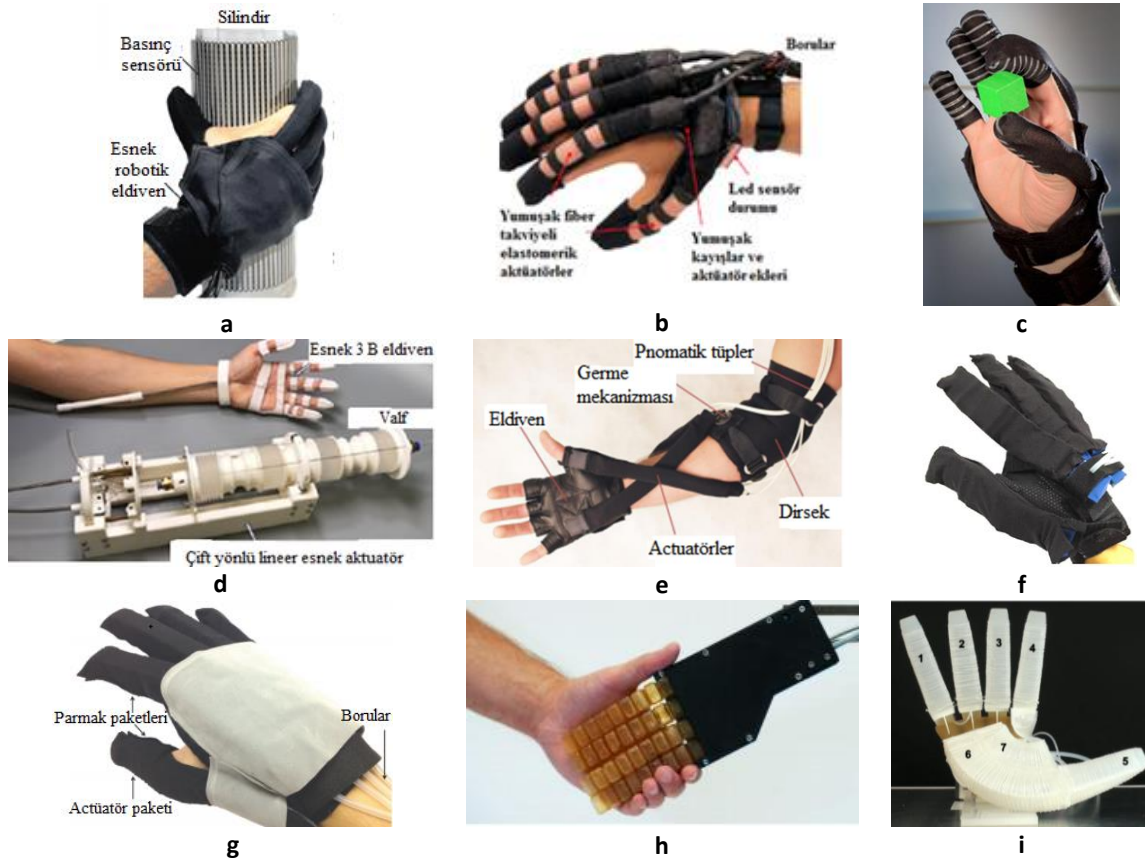 Silindir
Basınç
sensörü
Esnek
robotik
eldiven
a
Borular
Led sensör
durumu
Yumuşak fiber
takviyeli
elastomerik
aktüatörler
Yumuşak
kayışlar ve
aktüatör ekleri
b
c
Esnek 3 B eldiven
Valf
Çift yönlü lineer esnek aktuatör
d
Pnomatik tüpler
Germe
mekanizması
Eldiven
Dirsek
Actuatörler
e
f
Parmak paketleri
Borular
Actüatör paketi
g
h
1
2
3
4
5
6
7
i